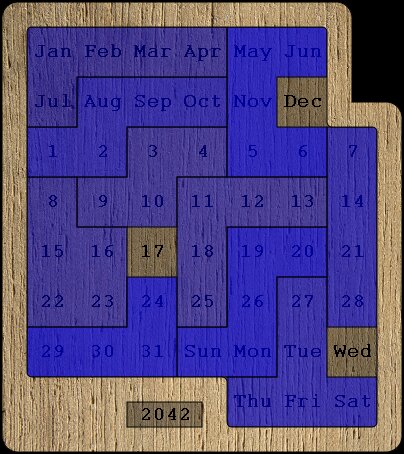 Jan Feb Mar Apr May Jun
Jul Aug Sep Oct Nov Dec
1 2 3 4 5 6 7
8 9 10 11 12 13 14
15 16 17 18 19 20 21
22 23 24 25 26 27 28
29 30 31 Sun Mon Tue Wed
Thu Fri Sat
2042